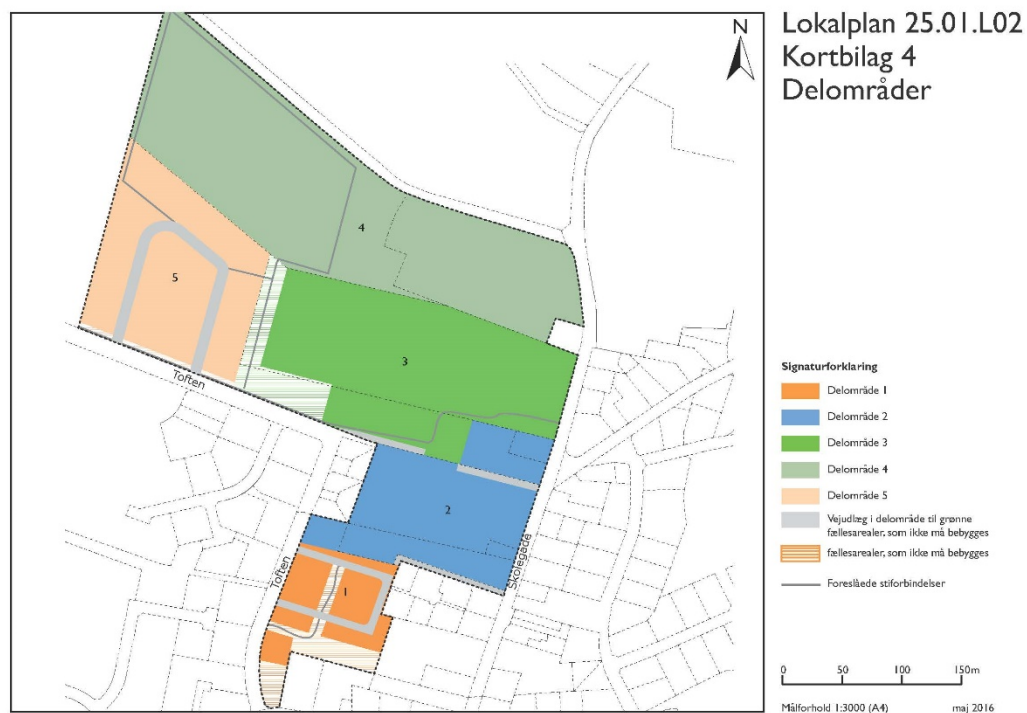 Lokalplan 25.01.L02
Kortbilag 4
Delområder
N
4
5
3
2
1
Toften
Toften
Skolegade
Signaturforklaring
Delområde 1
Delområde 2
Delområde 3
Delområde 4
Delområde 5
Vejudlæg i delområde til grønne
fællesarealer, som ikke må bebygges
fællesarealer, som ikke må bebygges
Foreslåede stiforbindelser
0 50 100 150m
Målforhold 1:3000 (A4) maj 2016